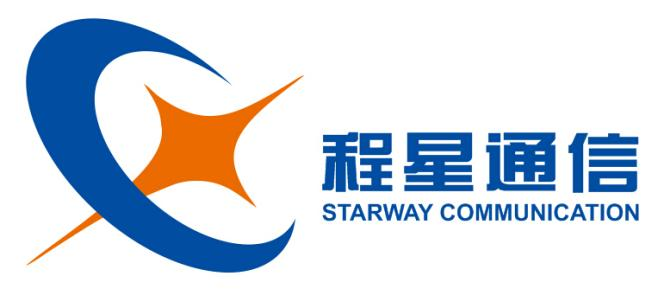 程星通信
STARWAY COMMUNICATION